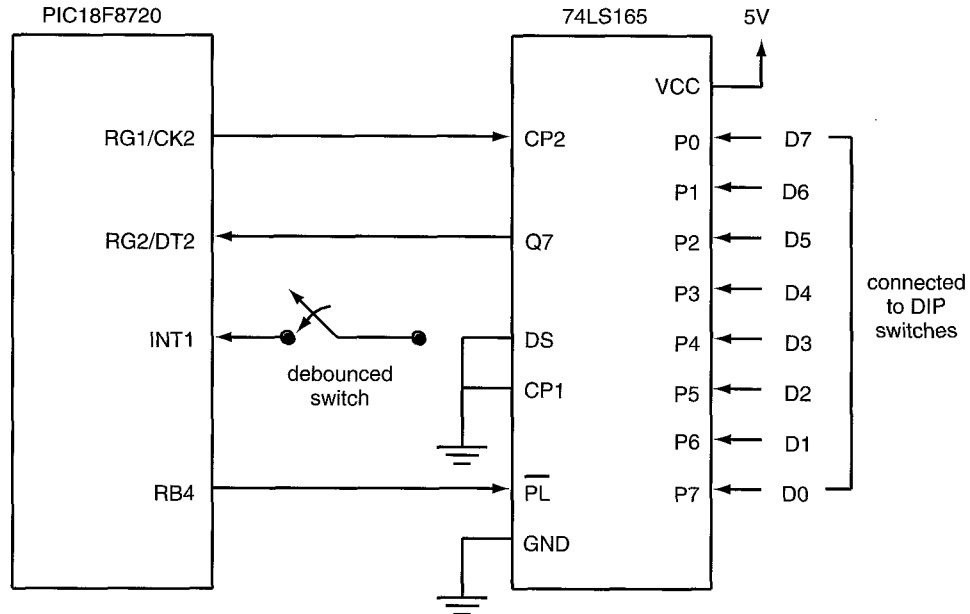 PIC18F8720
74LS165
5V
VCC
RG1/CK2
CP2
P0
D7
P1
D6
RG2/DT2
Q7
P2
D5
P3
D4
connected
to DIP
switches
INT1
DS
P4
D3
debounced
switch
CP1
P5
D2
P6
D1
RB4
PL
P7
D0
GND